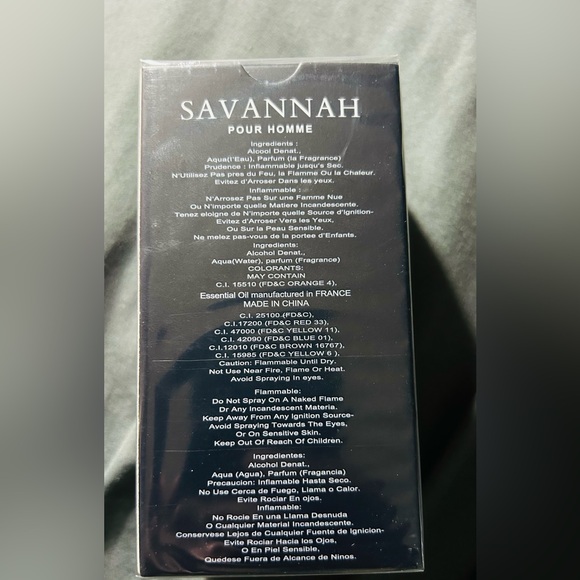 SAVANNAH
POUR HOMME
Ingredients :
Alcool Denat.,
Aqua(l'Eau), Parfum (la Fragrance)
Prudence : Inflammable jusqu's Sec.
N'Utilisez Pas pres du Feu, la Flamme Ou la Chaleur.
Evitez d'Arroser Dans les yeux.
Inflammable :
N'Arrosez Pas Sur une Famme Nue
Ou N'importe quelle Matiere Incandescente.
Tenez eloigne de N'importe quelle Source d'Ignition-
Evitez d'Arroser Vers les Yeux,
Ou Sur la Peau Sensible,
Ne melez pas-vous de la portee d'Enfants.
Ingredients:
Alcohol Denat.,
Aqua(Water), parfum (Fragrance)
COLORANTS:
MAY CONTAIN
C.I. 15510 (FD&C ORANGE 4),
Essential Oil manufactured in FRANCE
MADE IN CHINA
C.I. 25100.(FD&C),
C.I.17200 (FD&C RED 33),
C.I. 47000 (FD&C YELLOW 11),
C.I. 42090 (FD&C BLUE 01),
C.I.12010 (FD&C BROWN 16767),
C.I. 15985 (FD&C YELLOW 6 ),
Caution: Flammable Until Dry.
Not Use Near Fire, Flame Or Heat.
Avoid Spraying In eyes.
Flammable:
Do Not Spray On A Naked Flame
Dr Any Incandescent Materia.
Keep Away From Any Ignition Source-
Avoid Spraying Towards The Eyes,
Or On Sensitive Skin.
Keep Out Of Reach Of Children.
Ingredientes:
Alcohol Denat.,
Aqua (Agua), Parfum (Fragancia)
Precaucion: Inflamable Hasta Seco.
No Use Cerca de Fuego, Llama o Calor.
Evite Rociar En ojos.
Inflamable:
No Rocie En una Llama Desnuda
O Cualquier Material Incandescente.
Conservese Lejos de Cualquier Fuente de Ignicion-
Evite Rociar Hacia los Ojos,
O En Piel Sensible,
Quedese Fuera de Alcance de Ninos.